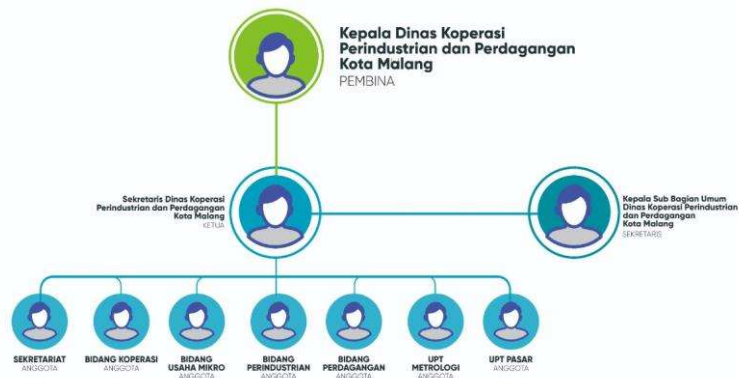 Kepala Dinas Koperasi
Perindustrian dan Perdagangan
Kota Malang
PEMBINA
Sekretaris Dinas Koperasi
Perindustrian dan Perdagangan
Kota Malang
KETUA
Kepala Sub Bagian Umum
Dinas Koperasi Perindustrian
dan Perdagangan
Kota Malang
SEKRETARIS
SEKRETARIAT
ANGGOTA
BIDANG KOPERASI
ANGGOTA
BIDANG
USAHA MIKRO
ANGGOTA
BIDANG
PERINDUSTRIAN
ANGGOTA
BIDANG
PERDAGANGAN
ANGGOTA
UPT
METROLOGI
ANGGOTA
UPT PASAR
ANGGOTA